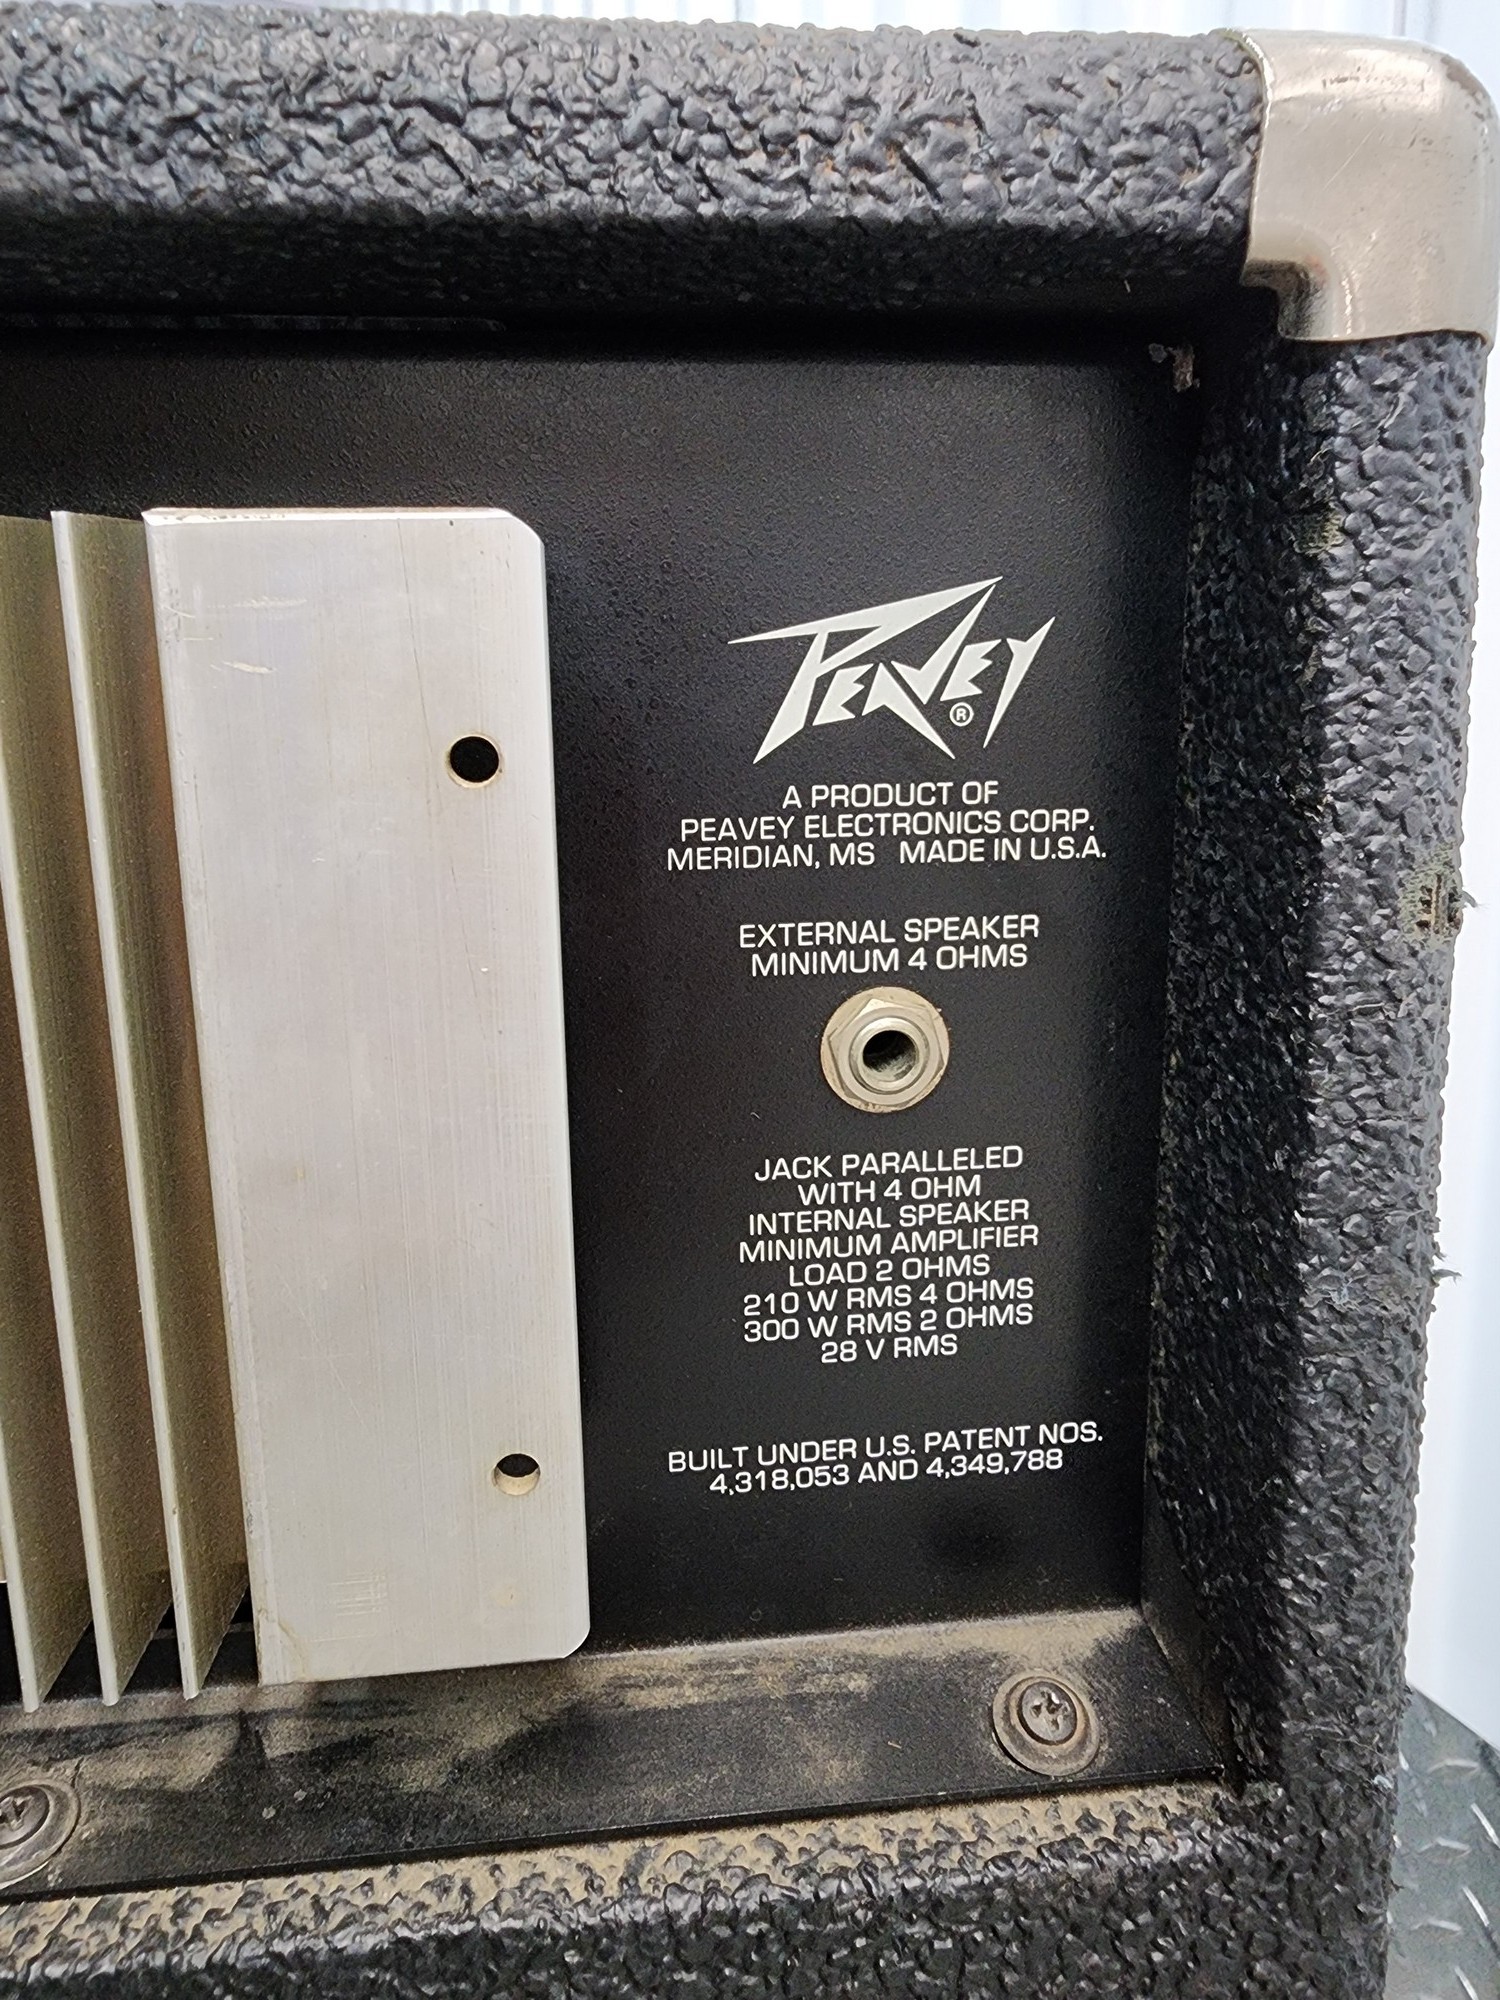 PEAVEY ®
A PRODUCT OF
PEAVEY ELECTRONICS CORP.
MERIDIAN, MS MADE IN U.S.A.
EXTERNAL SPEAKER
MINIMUM 4 OHMS
JACK PARALLELED
WITH 4 OHM
INTERNAL SPEAKER
MINIMUM AMPLIFIER
LOAD 2 OHMS
210 W RMS 4 OHMS
300 W RMS 2 OHMS
28 V RMS
BUILT UNDER U.S. PATENT NOS.
4,318,053 AND 4,349,788